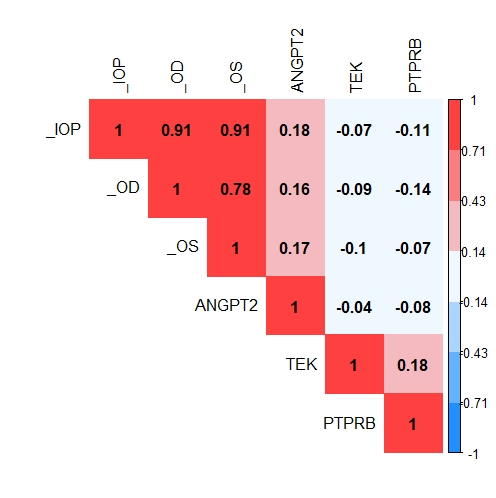 _IOP _OD _OS ANGPT2 TEK PTPRB
_IOP 1 0.91 0.91 0.18 -0.07 -0.11
_OD 1 0.78 0.16 -0.09 -0.14
_OS 1 0.17 -0.1 -0.07
ANGPT2 1 -0.04 -0.08
TEK 1 0.18
PTPRB 1
1
0.71
0.43
0.14
-0.14
-0.43
-0.71
-1